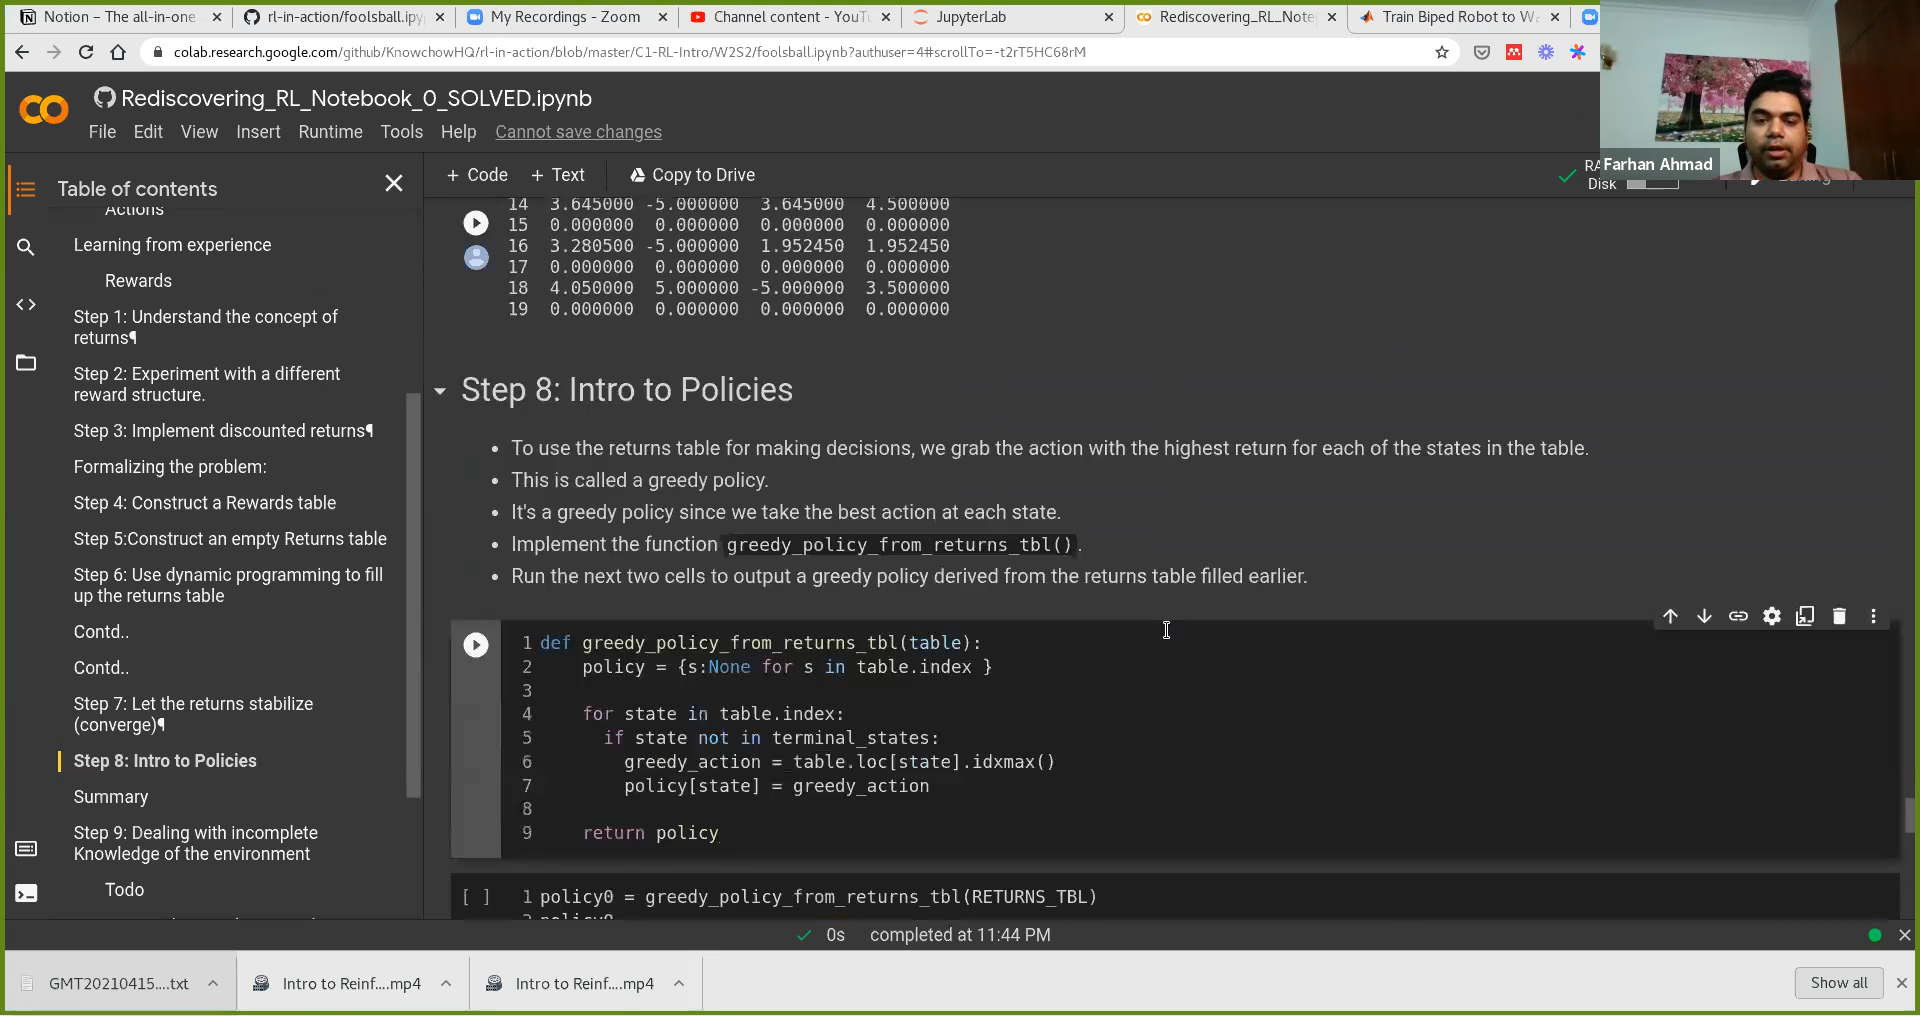 Notion – The all-in-one
rl-in-action/foolsball.ipy
My Recordings - Zoom
Channel content - YouTu
JupyterLab
Rediscovering_RL_Note
Train Biped Robot to Wa
colab.research.google.com/github/KnowchowHQ/rl-in-action/blob/master/C1-RL-Intro/W2S2/foolsball.ipynb?authuser=4#scrollTo=-t2rT5HC68rM
Rediscovering_RL_Notebook_0_SOLVED.ipynb
File Edit View Insert Runtime Tools Help Cannot save changes
Farhan Ahmad
+ Code + Text Copy to Drive
RA
Disk
Editing
Table of contents
Actions
Learning from experience
Rewards
Step 1: Understand the concept of
returns¶
Step 2: Experiment with a different
reward structure.
Step 3: Implement discounted returns¶
Formalizing the problem:
Step 4: Construct a Rewards table
Step 5:Construct an empty Returns table
Step 6: Use dynamic programming to fill
up the returns table
Contd..
Contd..
Step 7: Let the returns stabilize
(converge)¶
Step 8: Intro to Policies
Summary
Step 9: Dealing with incomplete
Knowledge of the environment
Todo
14 3.645000 -5.000000 3.645000 4.500000
15 0.000000 0.000000 0.000000 0.000000
16 3.280500 -5.000000 1.952450 1.952450
17 0.000000 0.000000 0.000000 0.000000
18 4.050000 5.000000 -5.000000 3.500000
19 0.000000 0.000000 0.000000 0.000000
Step 8: Intro to Policies
• To use the returns table for making decisions, we grab the action with the highest return for each of the states in the table.
• This is called a greedy policy.
• It's a greedy policy since we take the best action at each state.
• Implement the function greedy_policy_from_returns_tbl().
• Run the next two cells to output a greedy policy derived from the returns table filled earlier.
1 def greedy_policy_from_returns_tbl(table):
2 policy = {s:None for s in table.index }
3
4 for state in table.index:
5 if state not in terminal_states:
6 greedy_action = table.loc[state].idxmax()
7 policy[state] = greedy_action
8
9 return policy
[ ] 1 policy0 = greedy_policy_from_returns_tbl(RETURNS_TBL)
2 policy0
0s completed at 11:44 PM
GMT20210415....txt
Intro to Reinf....mp4
Intro to Reinf....mp4
Show all